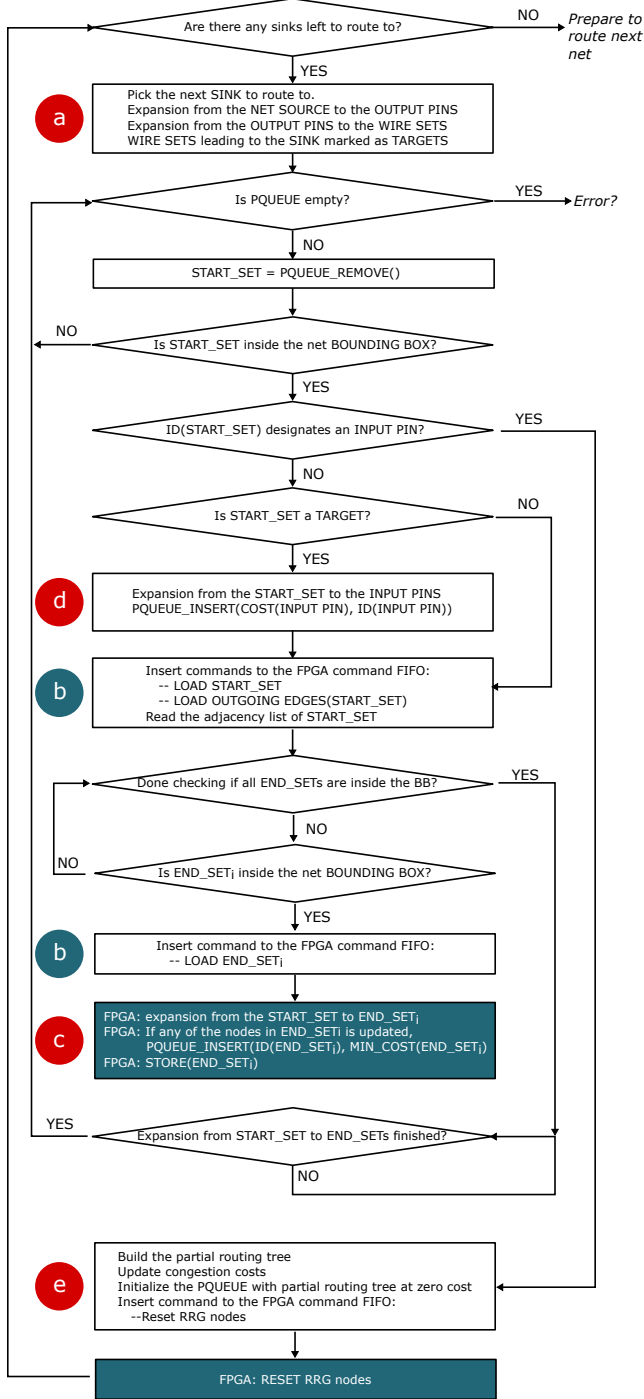 Are there any sinks left to route to?
NO
Prepare to
route next
net
YES
a
Pick the next SINK to route to.
Expansion from the NET SOURCE to the OUTPUT PINS
Expansion from the OUTPUT PINS to the WIRE SETS
WIRE SETS leading to the SINK marked as TARGETS
Is PQUEUE empty?
YES
Error?
NO
START_SET = PQUEUE_REMOVE()
NO
Is START_SET inside the net BOUNDING BOX?
YES
ID(START_SET) designates an INPUT PIN?
YES
NO
Is START_SET a TARGET?
NO
YES
d
Expansion from the START_SET to the INPUT PINS
PQUEUE_INSERT(COST(INPUT PIN), ID(INPUT PIN))
b
Insert commands to the FPGA command FIFO:
-- LOAD START_SET
-- LOAD OUTGOING EDGES(START_SET)
Read the adjacency list of START_SET
Done checking if all END_SETs are inside the BB?
YES
NO
NO
Is END_SETi inside the net BOUNDING BOX?
YES
b
Insert command to the FPGA command FIFO:
-- LOAD END_SETi
c
FPGA: expansion from the START_SET to END_SETi
FPGA: If any of the nodes in END_SETi is updated,
PQUEUE_INSERT(ID(END_SETi), MIN_COST(END_SETi)
FPGA: STORE(END_SETi)
YES
Expansion from START_SET to END_SETs finished?
NO
e
Build the partial routing tree
Update congestion costs
Initialize the PQUEUE with partial routing tree at zero cost
Insert command to the FPGA command FIFO:
--Reset RRG nodes
FPGA: RESET RRG nodes